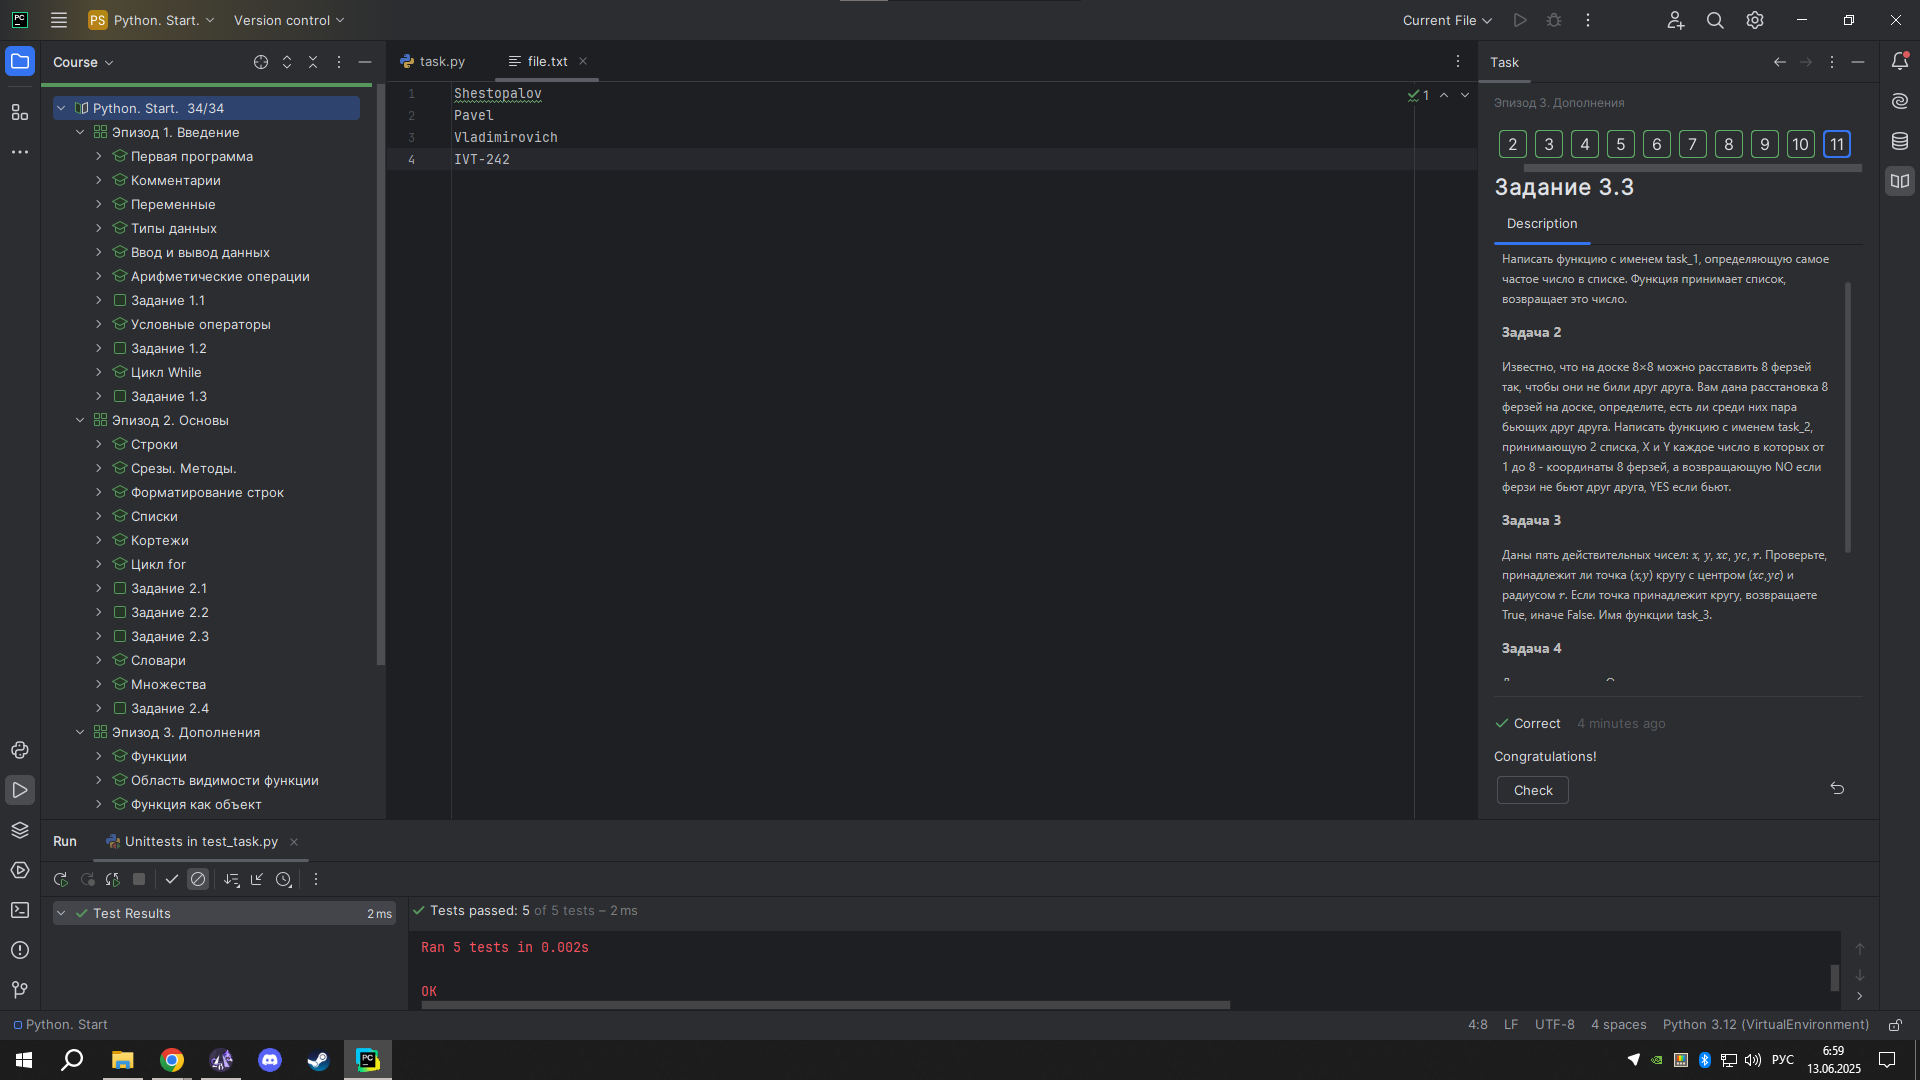 PC
PS Python. Start.
Version control
Current File
Course
Python. Start. 34/34
Эпизод 1. Введение
Первая программа
Комментарии
Переменные
Типы данных
Ввод и вывод данных
Арифметические операции
Задание 1.1
Условные операторы
Задание 1.2
Цикл While
Задание 1.3
Эпизод 2. Основы
Строки
Срезы. Методы.
Форматирование строк
Списки
Кортежи
Цикл for
Задание 2.1
Задание 2.2
Задание 2.3
Словари
Множества
Задание 2.4
Эпизод 3. Дополнения
Функции
Область видимости функции
Функция как объект
task.py
file.txt
1 Shestopalov
2 Pavel
3 Vladimirovich
4 IVT-242
1
Task
Эпизод 3. Дополнения
2 3 4 5 6 7 8 9 10 11
Задание 3.3
Description
Написать функцию с именем task_1, определяющую самое
частое число в списке. Функция принимает список,
возвращает это число.
Задача 2
Известно, что на доске 8×8 можно расставить 8 ферзей
так, чтобы они не били друг друга. Вам дана расстановка 8
ферзей на доске, определите, есть ли среди них пара
бьющих друг друга. Написать функцию с именем task_2,
принимающую 2 списка, X и Y каждое число в которых от
1 до 8 - координаты 8 ферзей, а возвращающую NO если
ферзи не бьют друг друга, YES если бьют.
Задача 3
Даны пять действительных чисел: x, y, xc, yc, r. Проверьте,
принадлежит ли точка (x,y) кругу с центром (xc,yc) и
радиусом r. Если точка принадлежит кругу, возвращаете
True, иначе False. Имя функции task_3.
Задача 4
Correct 4 minutes ago
Congratulations!
Check
Run
Unittests in test_task.py
Test Results 2 ms
Tests passed: 5 of 5 tests – 2 ms
Ran 5 tests in 0.002s
OK
Python. Start
4:8 LF UTF-8 4 spaces Python 3.12 (VirtualEnvironment)
PC
РУС
6:59
13.06.2025